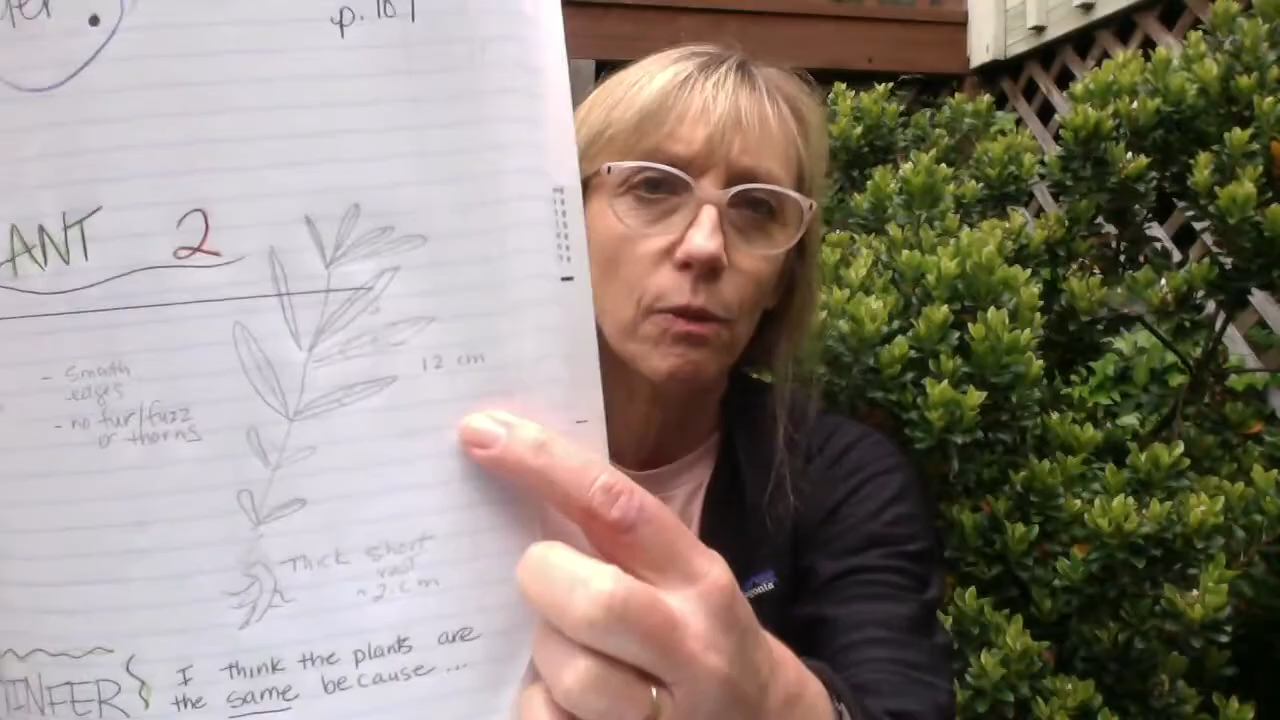 p. 107
ANT 2
- Smooth
edges
- no fur/fuzz
or thorns
12 cm
Thick short
root
~ 2 cm
I INFER
I think the plants are
the same because ...